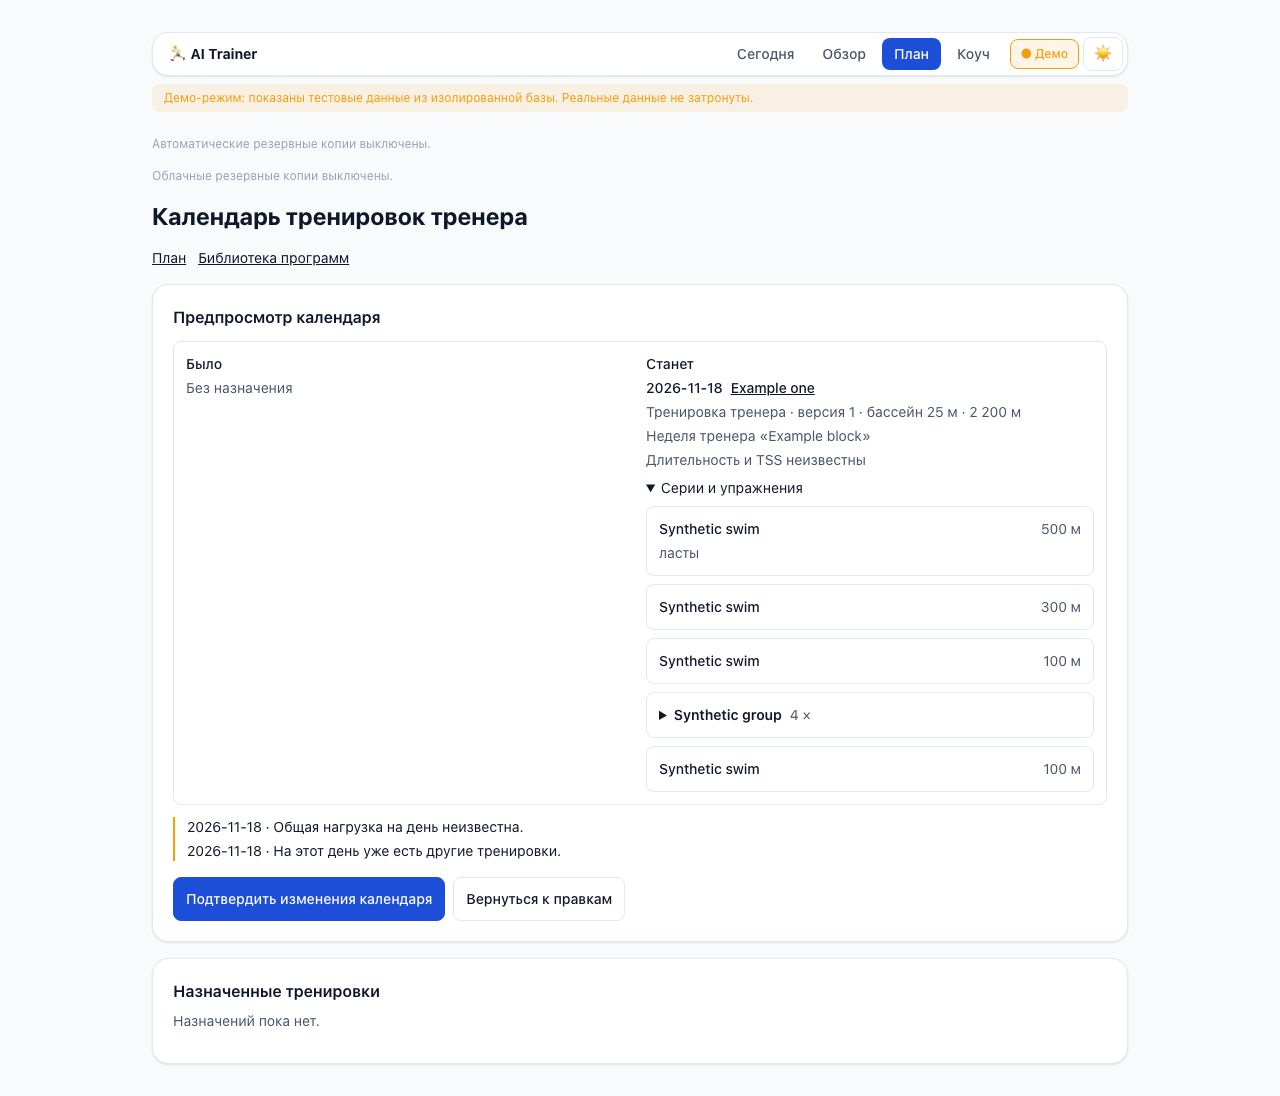 AI Trainer
Сегодня Обзор План Коуч Демо
Демо-режим: показаны тестовые данные из изолированной базы. Реальные данные не затронуты.
Автоматические резервные копии выключены.
Облачные резервные копии выключены.
Календарь тренировок тренера
План Библиотека программ
Предпросмотр календаря
Было
Без назначения
Станет
2026-11-18 Example one
Тренировка тренера · версия 1 · бассейн 25 м · 2 200 м
Неделя тренера «Example block»
Длительность и TSS неизвестны
Серии и упражнения
Synthetic swim 500 м
ласты
Synthetic swim 300 м
Synthetic swim 100 м
Synthetic group 4 ×
Synthetic swim 100 м
2026-11-18 · Общая нагрузка на день неизвестна.
2026-11-18 · На этот день уже есть другие тренировки.
Подтвердить изменения календаря Вернуться к правкам
Назначенные тренировки
Назначений пока нет.